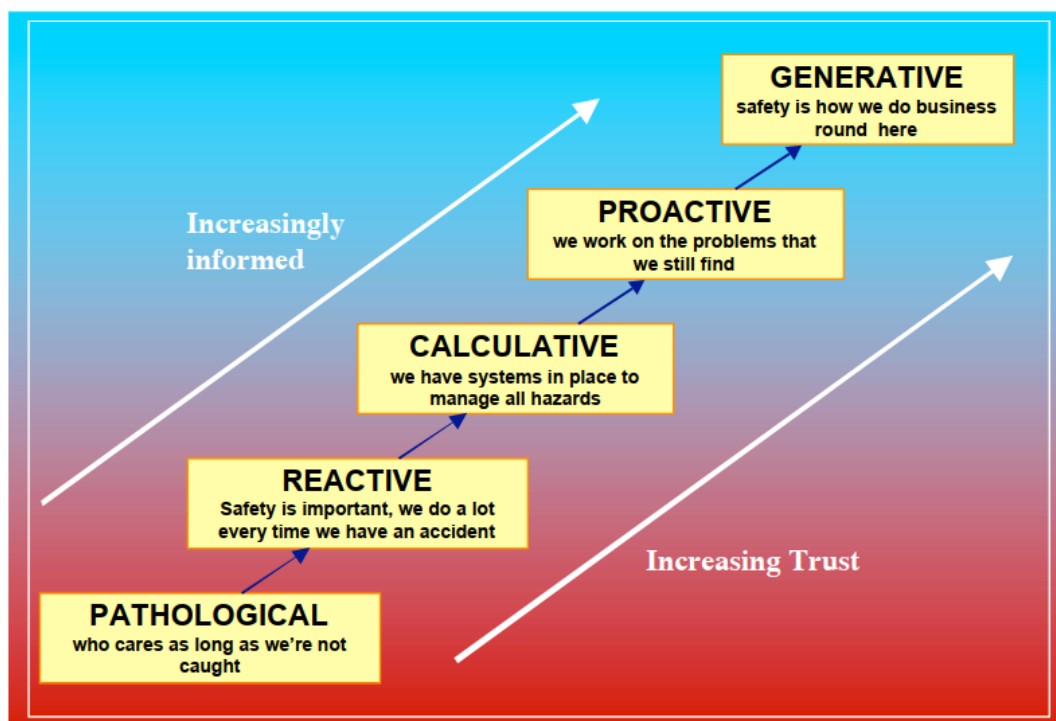 GENERATIVE
safety is how we do business
round here
PROACTIVE
we work on the problems that
we still find
Increasingly
informed
CALCULATIVE
we have systems in place to
manage all hazards
REACTIVE
Safety is important, we do a lot
every time we have an accident
Increasing Trust
PATHOLOGICAL
who cares as long as we're not
caught